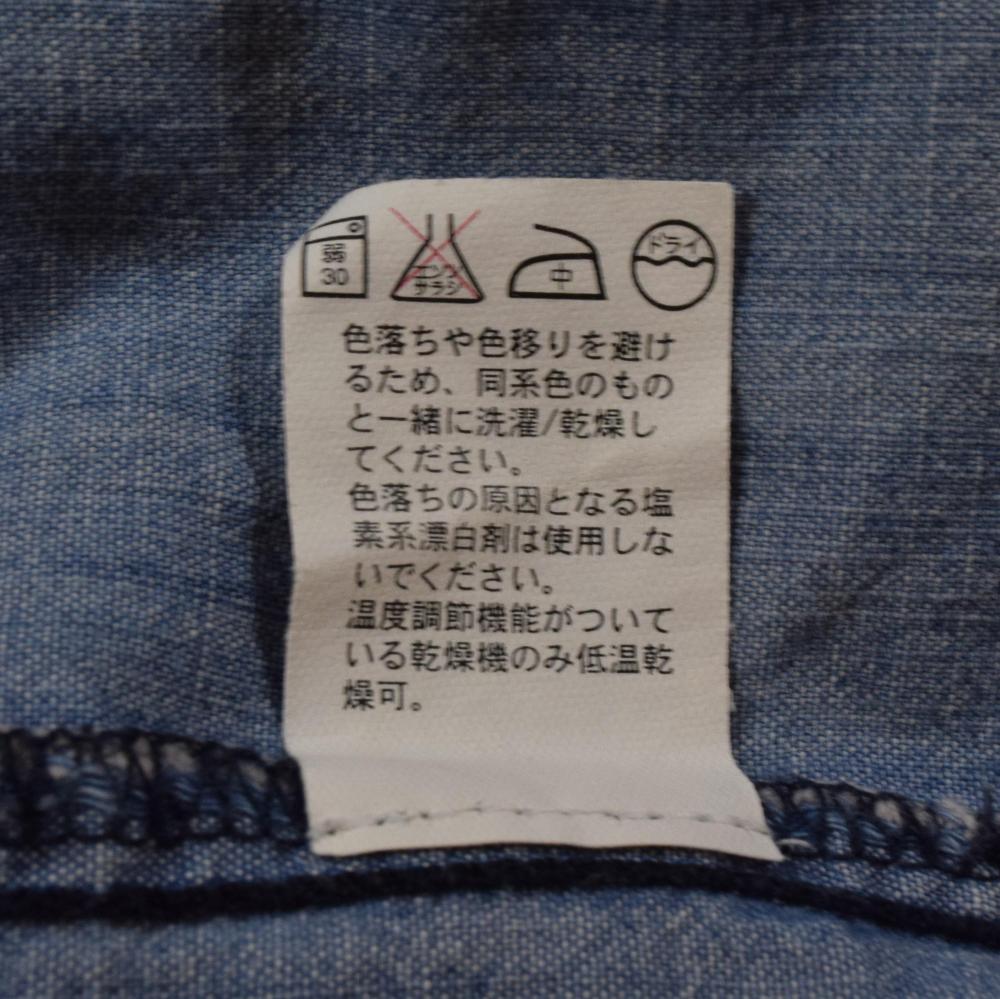 弱 エンソ 中 ドライ
30 サラシ
色落ちや色移りを避け
るため、同系色のもの
と一緒に洗濯/乾燥し
てください。
色落ちの原因となる塩
素系漂白剤は使用しな
いでください。
温度調節機能がついて
いる乾燥機のみ低温乾
燥可。